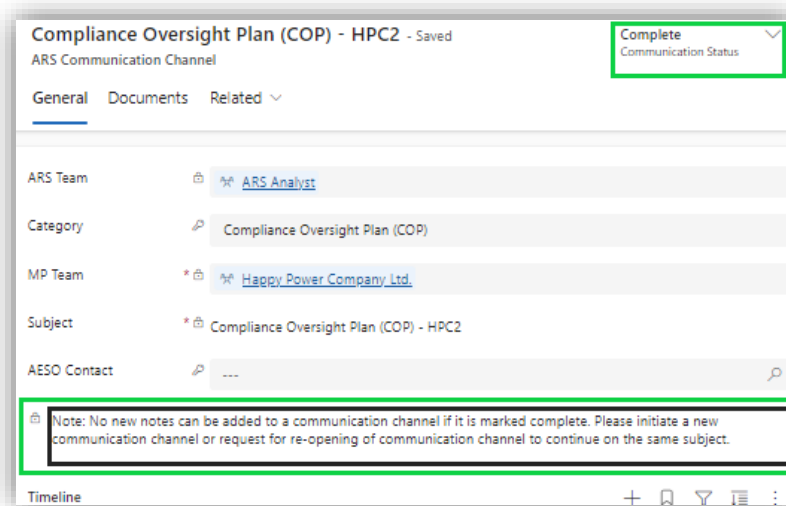 Compliance Oversight Plan (COP) - HPC2 - Saved
Complete
Communication Status
ARS Communication Channel
General Documents Related
ARS Team ARS Analyst
Category Compliance Oversight Plan (COP)
MP Team * Happy Power Company Ltd.
Subject * Compliance Oversight Plan (COP) - HPC2
AESO Contact ---
Note: No new notes can be added to a communication channel if it is marked complete. Please initiate a new
communication channel or request for re-opening of communication channel to continue on the same subject.
Timeline